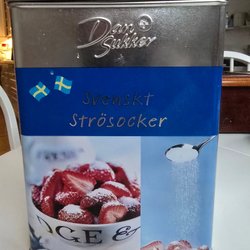 Dan
Sukker
Svenskt
Strösocker
DGE &